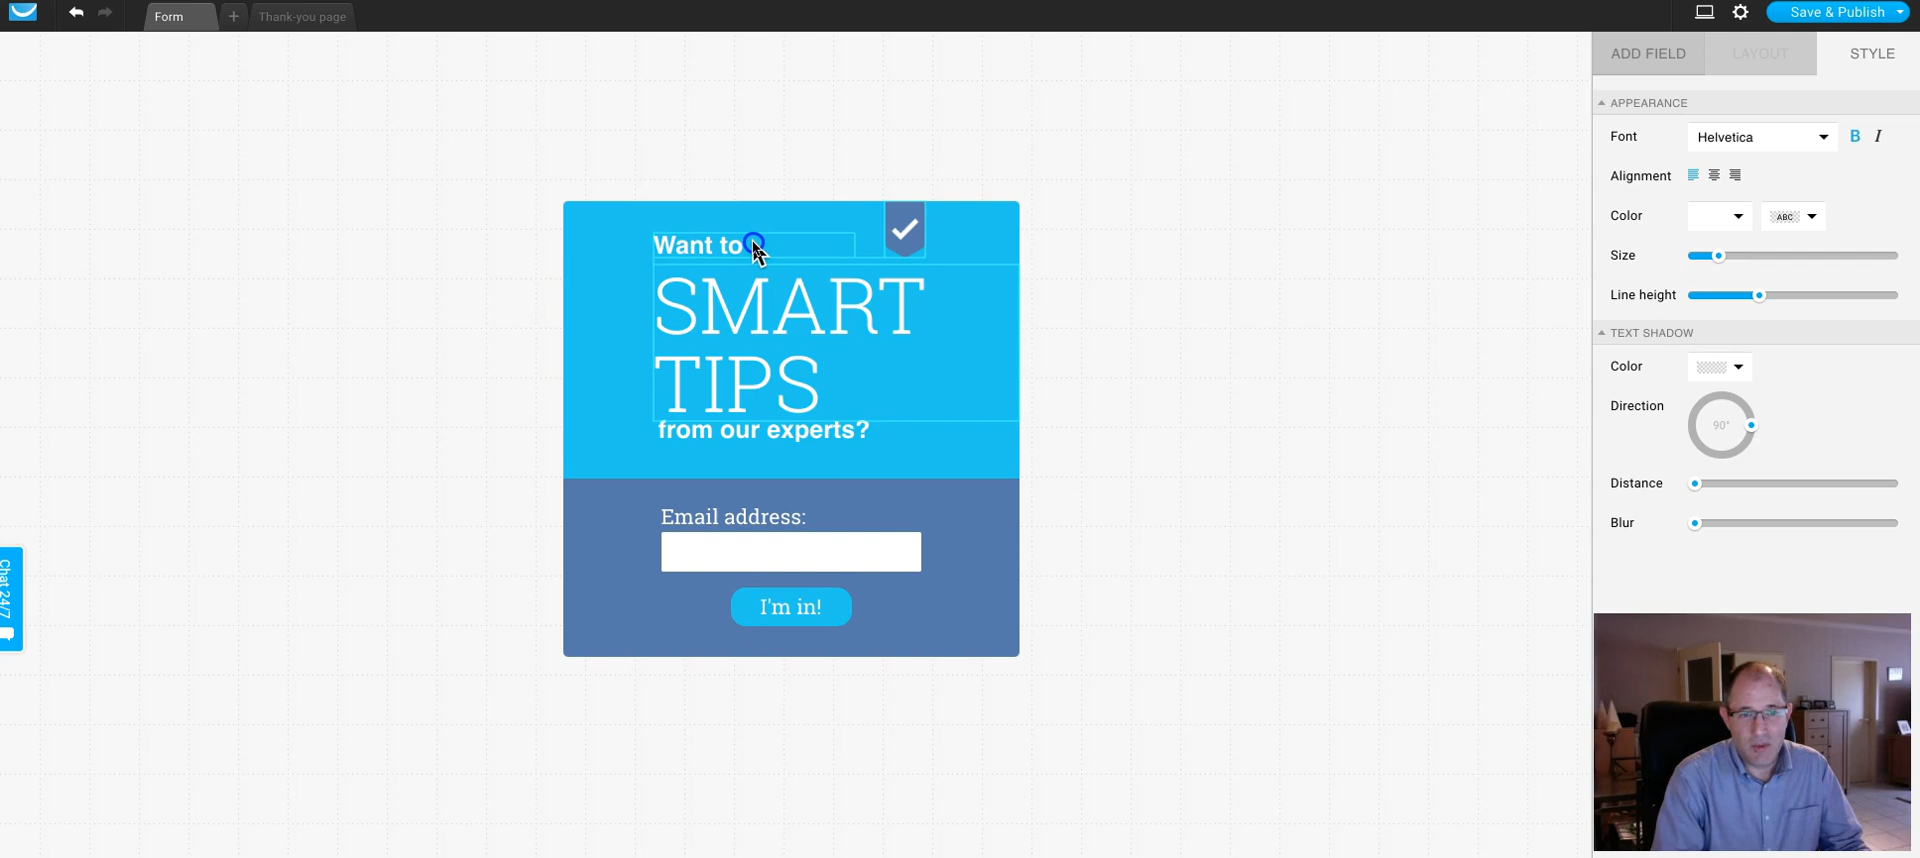 Form
+
Thank-you page
Save & Publish
ADD FIELD
LAYOUT
STYLE
APPEARANCE
Font
Helvetica
B
I
Alignment
Color
ABC
Size
Line height
TEXT SHADOW
Color
Direction
90°
Distance
Blur
Want to
SMART
TIPS
from our experts?
Email address:
I'm in!
Chat 24/7